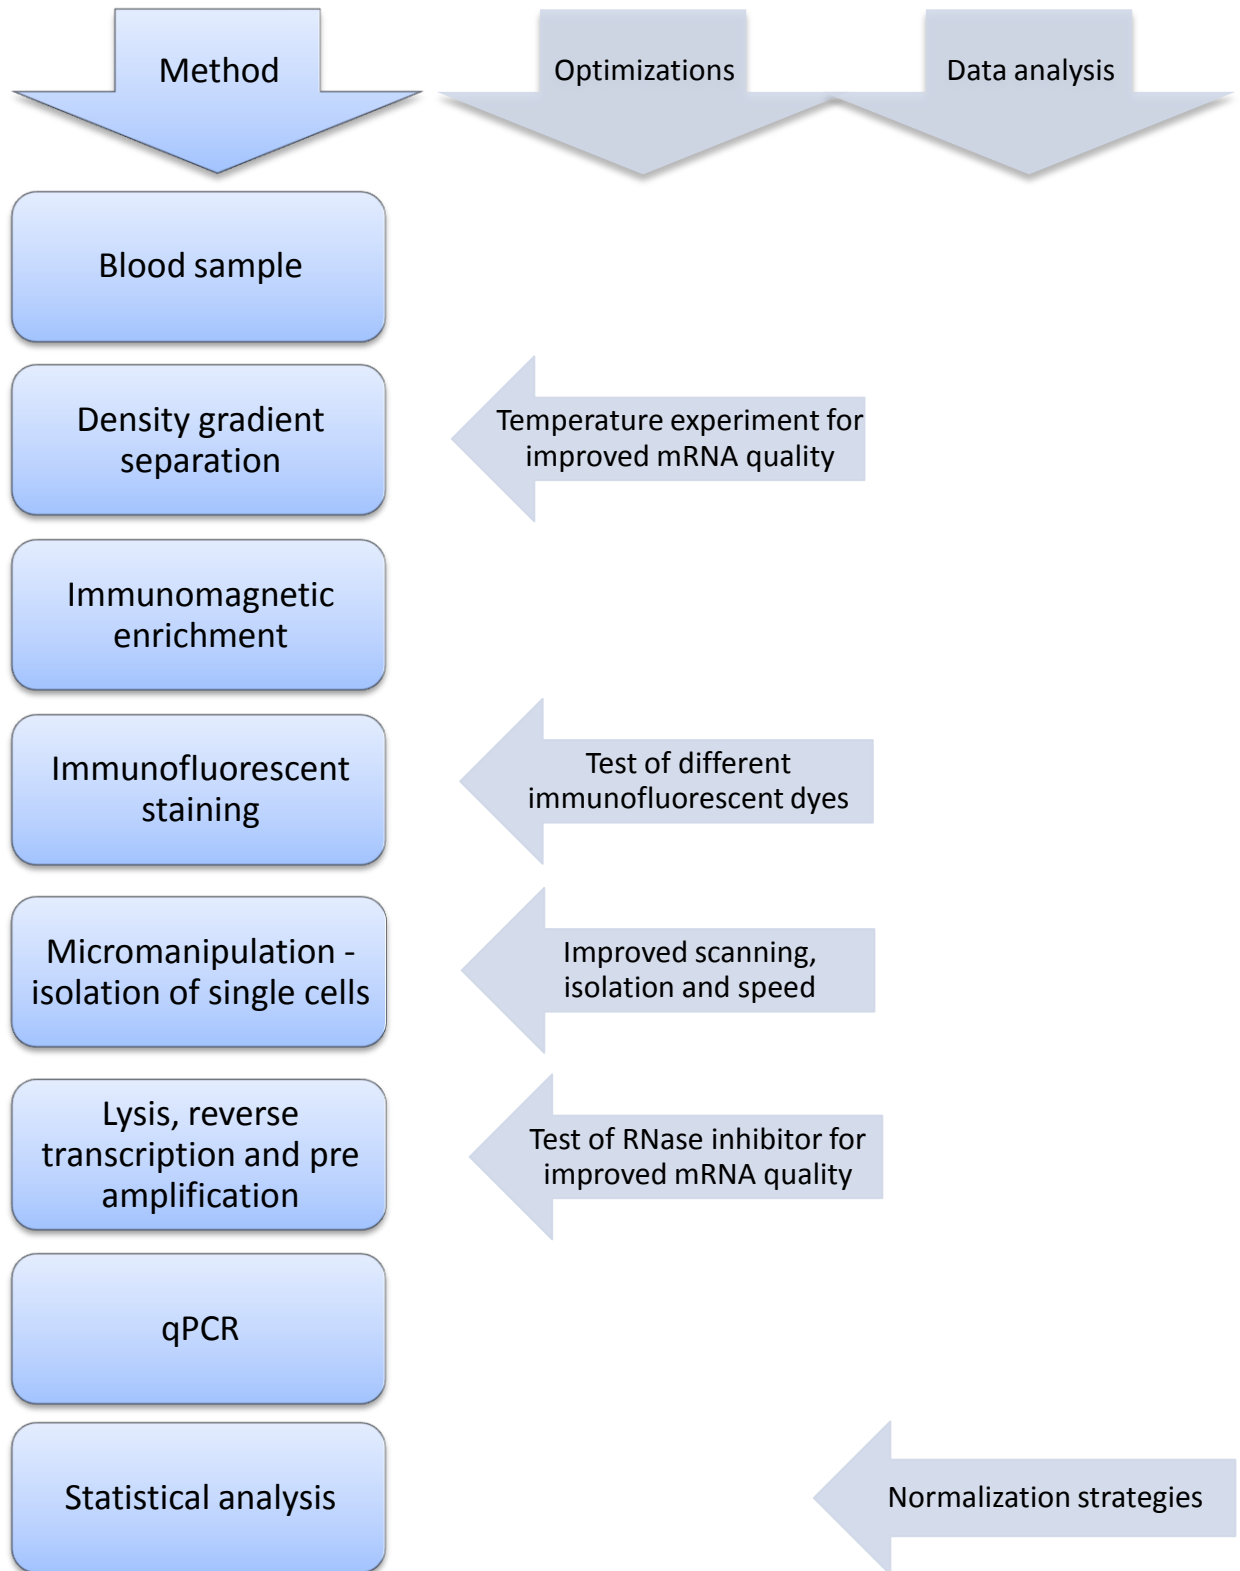 Method
Optimizations
Data analysis
Blood sample
Density gradient
separation
Temperature experiment for
improved mRNA quality
Immunomagnetic
enrichment
Immunofluorescent
staining
Test of different
immunofluorescent dyes
Micromanipulation -
isolation of single cells
Improved scanning,
isolation and speed
Lysis, reverse
transcription and pre
amplification
Test of RNase inhibitor for
improved mRNA quality
qPCR
Statistical analysis
Normalization strategies